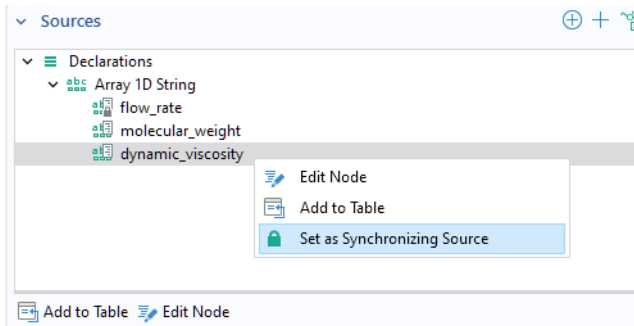 Sources
Declarations
abc Array 1D String
flow_rate
molecular_weight
dynamic_viscosity
Edit Node
Add to Table
Set as Synchronizing Source
Add to Table Edit Node